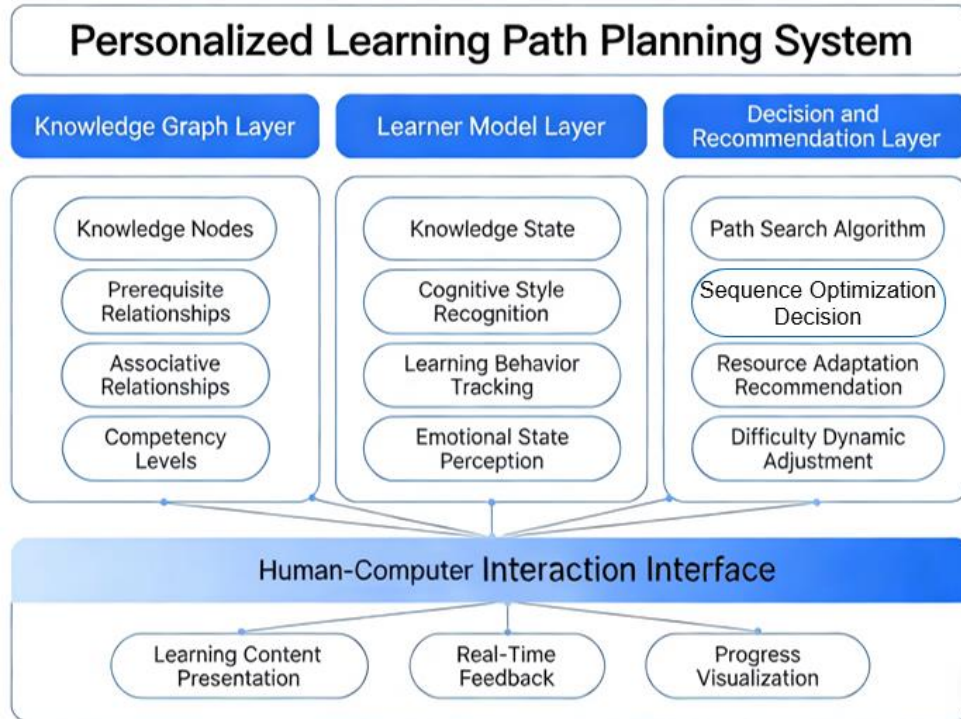 Personalized Learning Path Planning System
Knowledge Graph Layer
Learner Model Layer
Decision and
Recommendation Layer
Knowledge Nodes
Prerequisite
Relationships
Associative
Relationships
Competency
Levels
Knowledge State
Cognitive Style
Recognition
Learning Behavior
Tracking
Emotional State
Perception
Path Search Algorithm
Sequence Optimization
Decision
Resource Adaptation
Recommendation
Difficulty Dynamic
Adjustment
Human-Computer Interaction Interface
Learning Content
Presentation
Real-Time
Feedback
Progress
Visualization